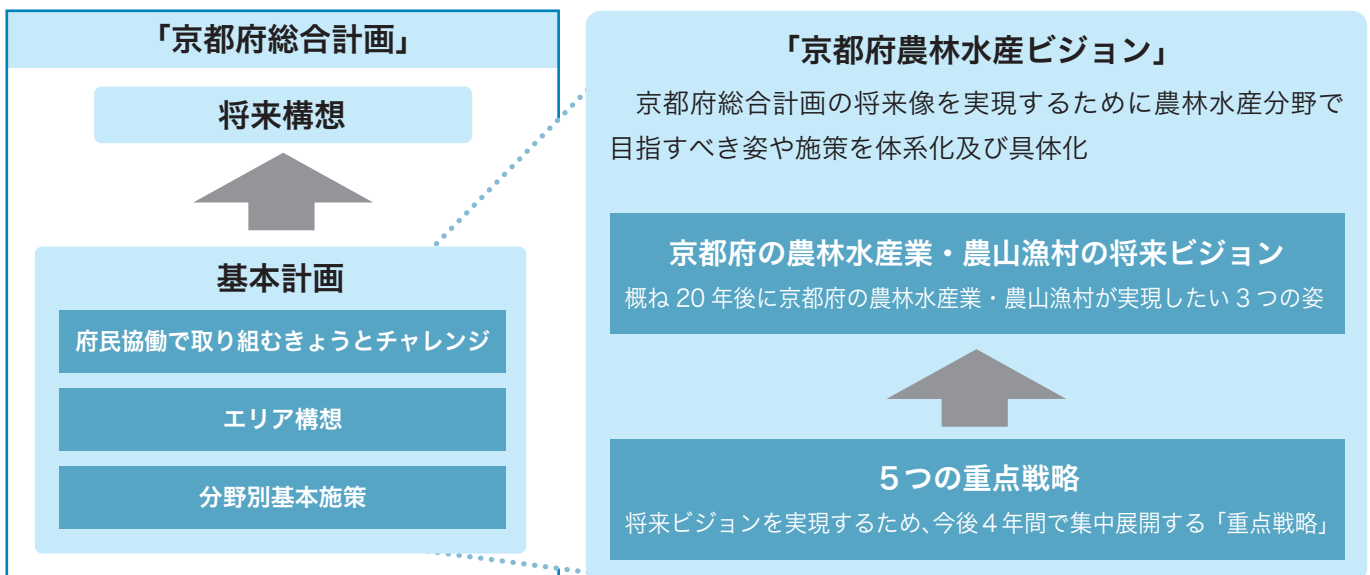 「京都府総合計画」
将来構想
基本計画
府民協働で取り組むきょうとチャレンジ
エリア構想
分野別基本施策
「京都府農林水産ビジョン」
　京都府総合計画の将来像を実現するために農林水産分野で
目指すべき姿や施策を体系化及び具体化
京都府の農林水産業・農山漁村の将来ビジョン
概ね 20 年後に京都府の農林水産業・農山漁村が実現したい 3 つの姿
5つの重点戦略
将来ビジョンを実現するため、今後 4 年間で集中展開する「重点戦略」